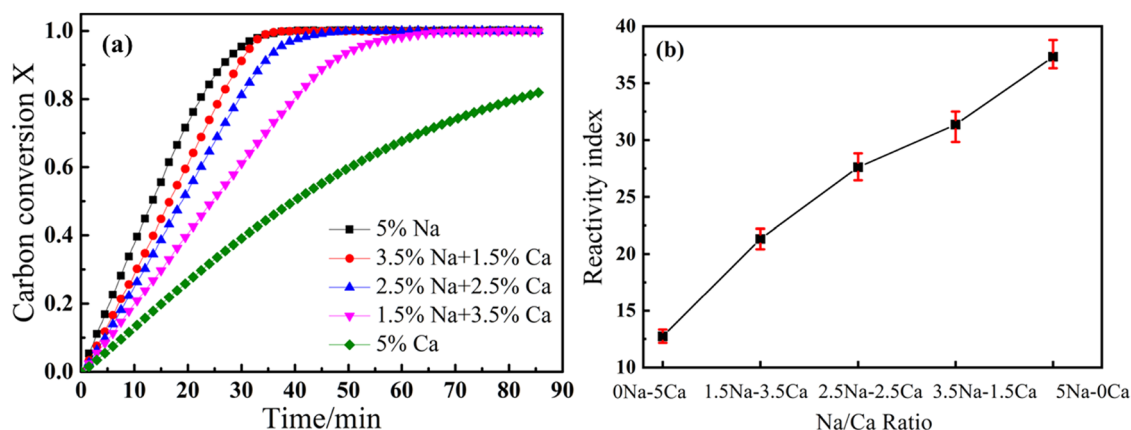 (a)
Carbon conversion X
1.0
0.8
0.6
0.4
0.2
0.0
5% Na
3.5% Na+1.5% Ca
2.5% Na+2.5% Ca
1.5% Na+3.5% Ca
5% Ca
0 10 20 30 40 50 60 70 80 90
Time/min
(b)
Reactivity index
40
35
30
25
20
15
10
0Na-5Ca 1.5Na-3.5Ca 2.5Na-2.5Ca 3.5Na-1.5Ca 5Na-0Ca
Na/Ca Ratio